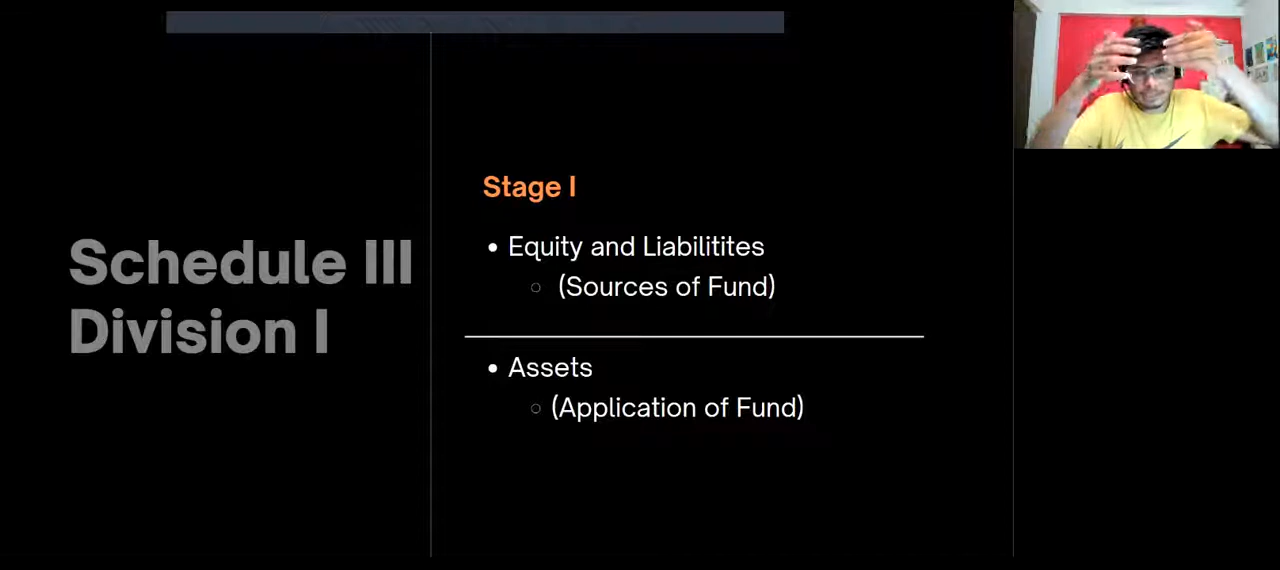 Schedule III
Division I
Stage I
Equity and Liabilitites
(Sources of Fund)
Assets
(Application of Fund)